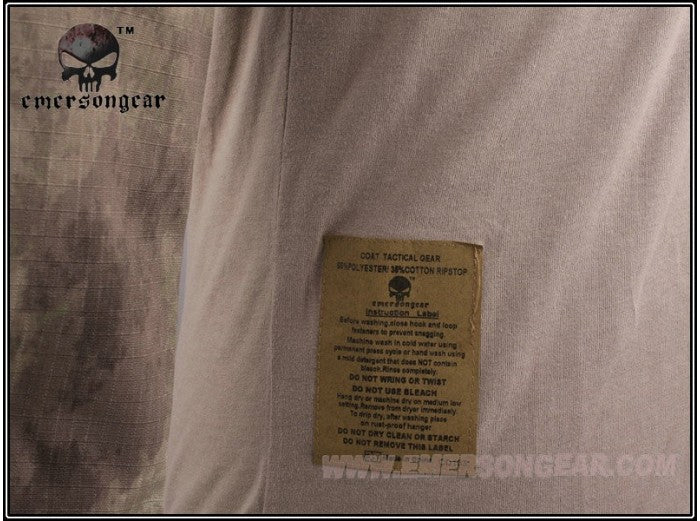 TM
emersongear
TACTICAL GEAR
COTTON RIPSTOP
TM
emersongear
Instruction Label
Before washing,close hook and loop
fasteners to prevent snagging.
Machine wash in cold water using
permanent press cycle or hand wash using
a mild detergent that does NOT contain
bleach.Rinse completely.
DO NOT WRING OR TWIST
DO NOT USE BLEACH
Hang dry or machine dry on medium low
setting.Remove from dryer immediately.
To drip dry, after washing place
on rust-proof hanger
DO NOT DRY CLEAN OR STARCH
DO NOT REMOVE THIS LABEL
WWW.EMERSONGEAR.COM